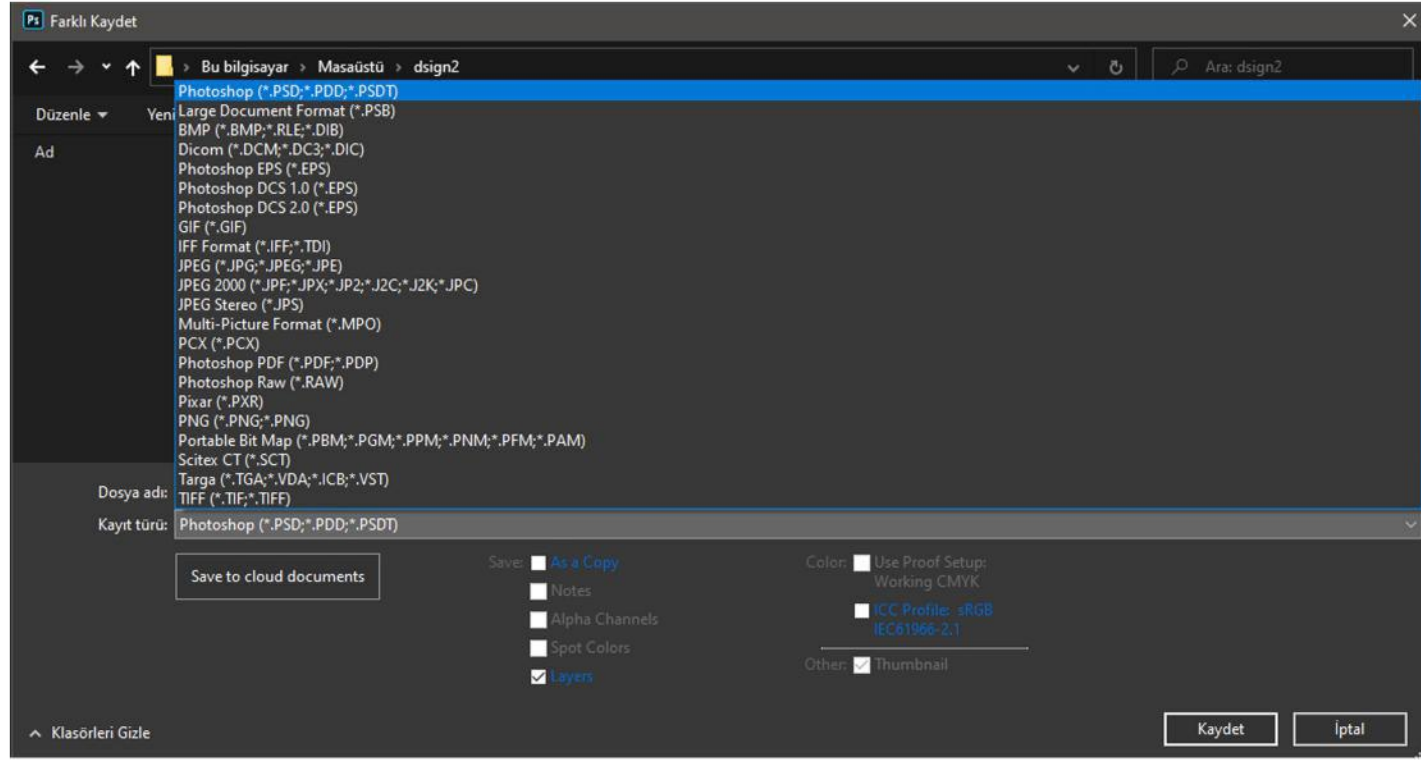 Ps Farklı Kaydet
Bu bilgisayar > Masaüstü > dsign2
Ara: dsign2
Düzenle
Yeni
Ad
Photoshop (*.PSD;*.PDD;*.PSDT)
Large Document Format (*.PSB)
BMP (*.BMP;*.RLE;*.DIB)
Dicom (*.DCM;*.DC3;*.DIC)
Photoshop EPS (*.EPS)
Photoshop DCS 1.0 (*.EPS)
Photoshop DCS 2.0 (*.EPS)
GIF (*.GIF)
IFF Format (*.IFF;*.TDI)
JPEG (*.JPG;*.JPEG;*.JPE)
JPEG 2000 (*.JPF;*.JPX;*.JP2;*.J2C;*.J2K;*.JPC)
JPEG Stereo (*.JPS)
Multi-Picture Format (*.MPO)
PCX (*.PCX)
Photoshop PDF (*.PDF;*.PDP)
Photoshop Raw (*.RAW)
Pixar (*.PXR)
PNG (*.PNG;*.PNG)
Portable Bit Map (*.PBM;*.PGM;*.PPM;*.PNM;*.PFM;*.PAM)
Scitex CT (*.SCT)
Targa (*.TGA;*.VDA;*.ICB;*.VST)
TIFF (*.TIF;*.TIFF)
Dosya adı:
Kayıt türü: Photoshop (*.PSD;*.PDD;*.PSDT)
Save to cloud documents
Save: As a Copy
Notes
Alpha Channels
Spot Colors
Layers
Color: Use Proof Setup:
Working CMYK
ICC Profile: sRGB
IEC61966-2.1
Other: Thumbnail
Klasörleri Gizle
Kaydet
İptal